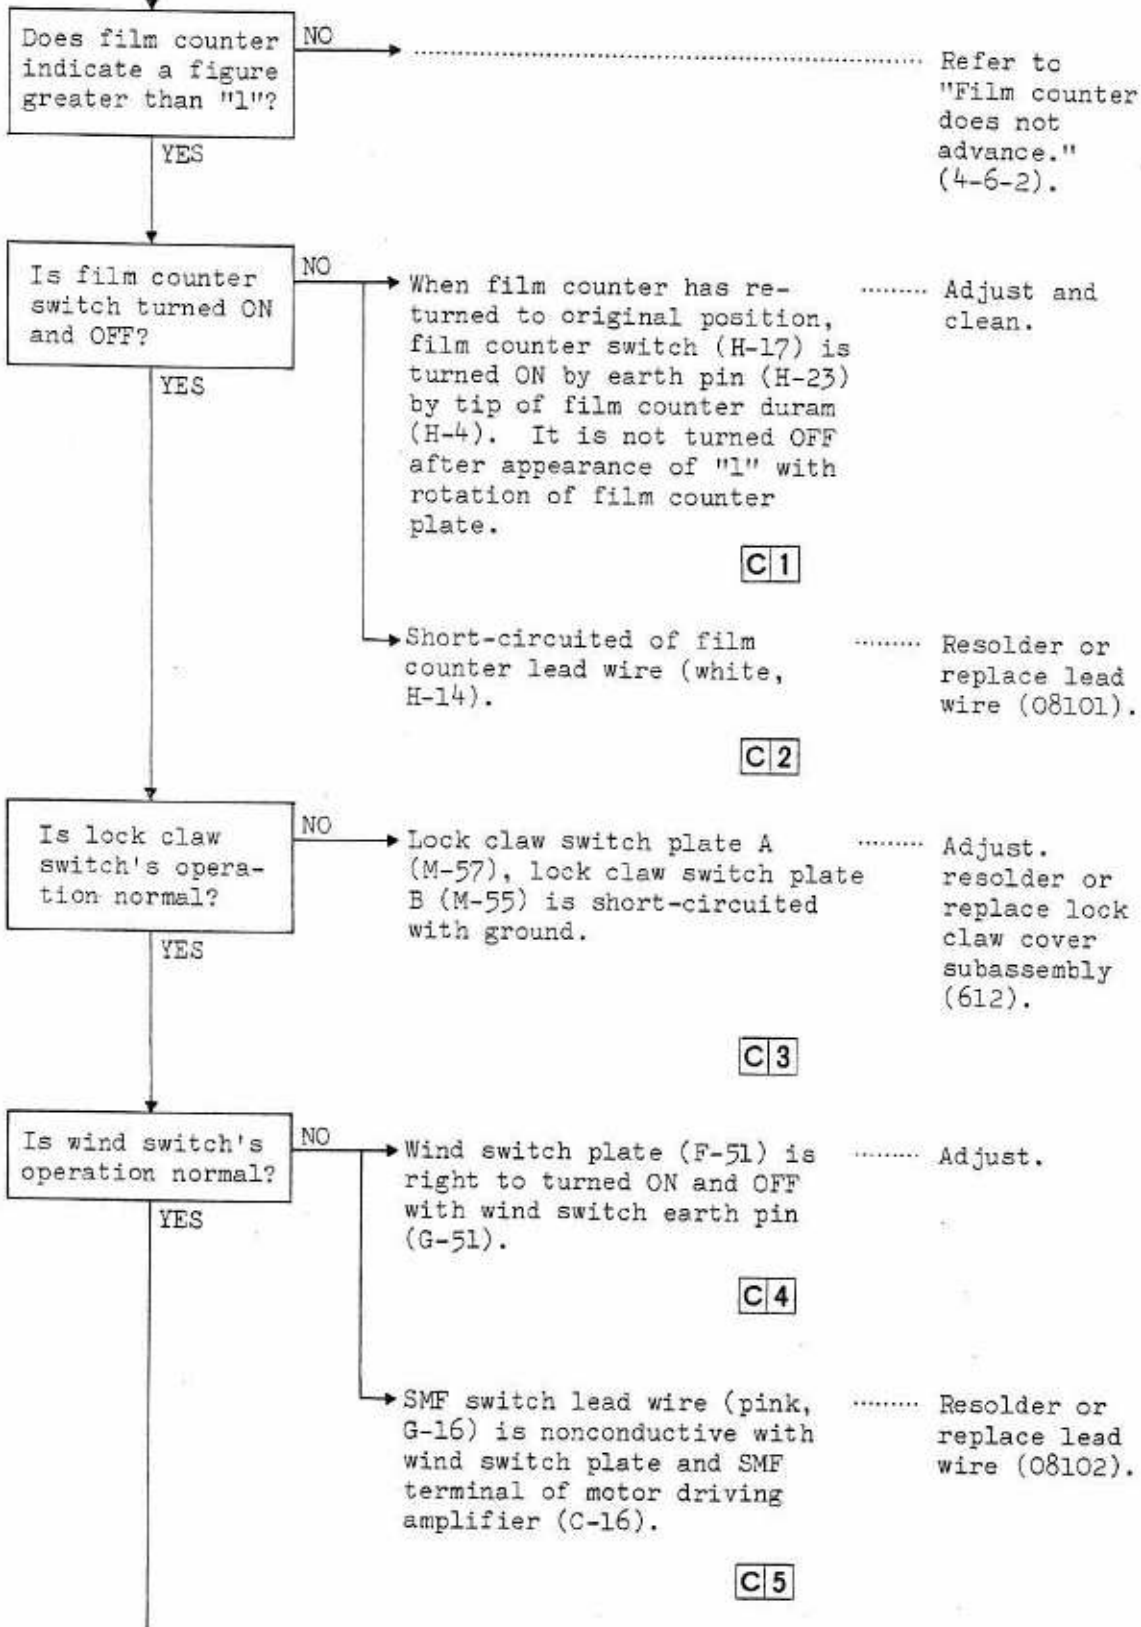 Does film counter
indicate a figure
greater than "1"?
NO
.......................................................
Refer to
"Film counter
does not
advance."
(4-6-2).
YES
Is film counter
switch turned ON
and OFF?
NO
When film counter has re-
turned to original position,
film counter switch (H-17) is
turned ON by earth pin (H-23)
by tip of film counter duram
(H-4). It is not turned OFF
after appearance of "1" with
rotation of film counter
plate.
........ Adjust and
clean.
YES
C 1
Short-circuited of film
counter lead wire (white,
H-14).
........ Resolder or
replace lead
wire (08101).
C 2
Is lock claw
switch's opera-
tion normal?
NO
Lock claw switch plate A
(M-57), lock claw switch plate
B (M-55) is short-circuited
with ground.
........ Adjust.
resolder or
replace lock
claw cover
subassembly
(612).
YES
C 3
Is wind switch's
operation normal?
NO
Wind switch plate (F-51) is
right to turned ON and OFF
with wind switch earth pin
(G-51).
........ Adjust.
YES
C 4
SMF switch lead wire (pink,
G-16) is nonconductive with
wind switch plate and SMF
terminal of motor driving
amplifier (C-16).
........ Resolder or
replace lead
wire (08102).
C 5